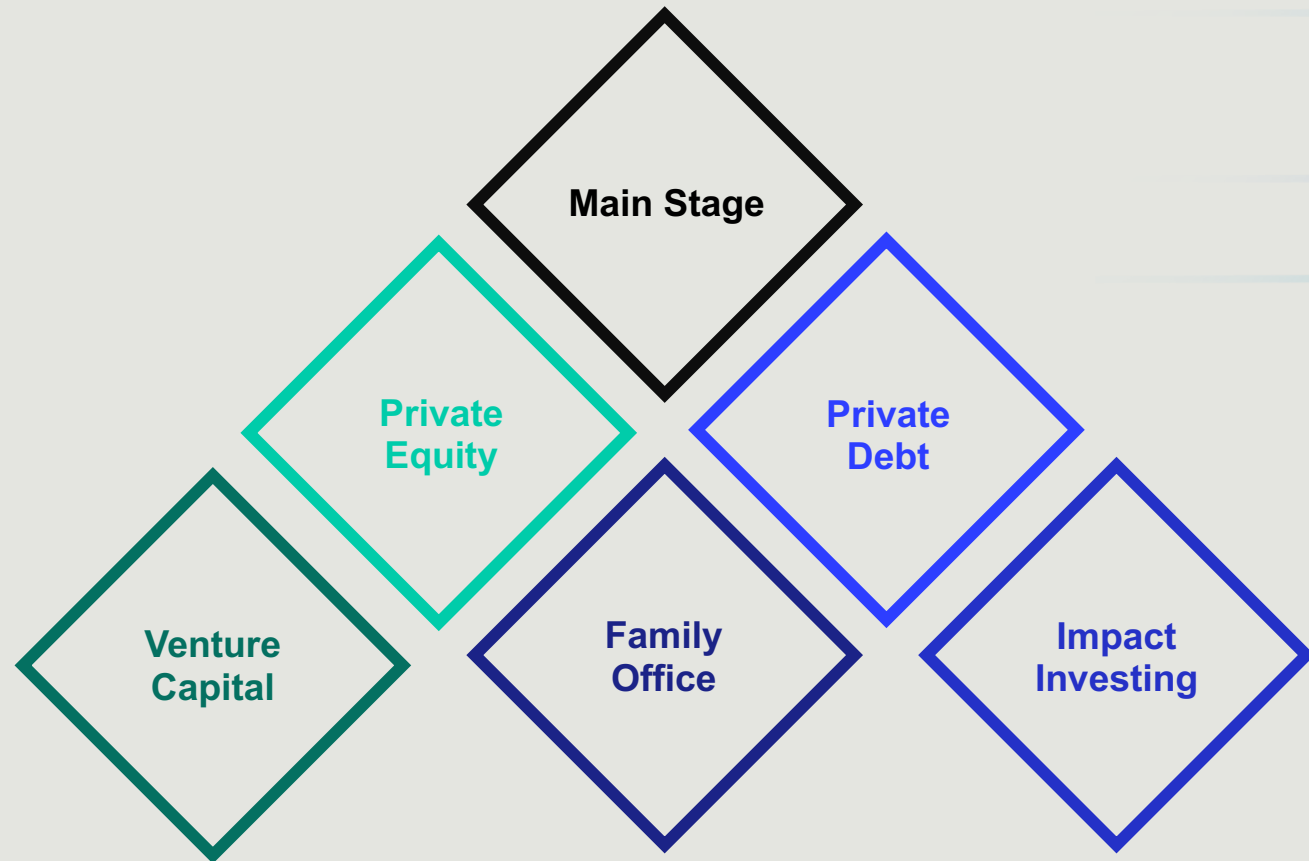 Main Stage
Private
Equity
Private
Debt
Venture
Capital
Family
Office
Impact
Investing